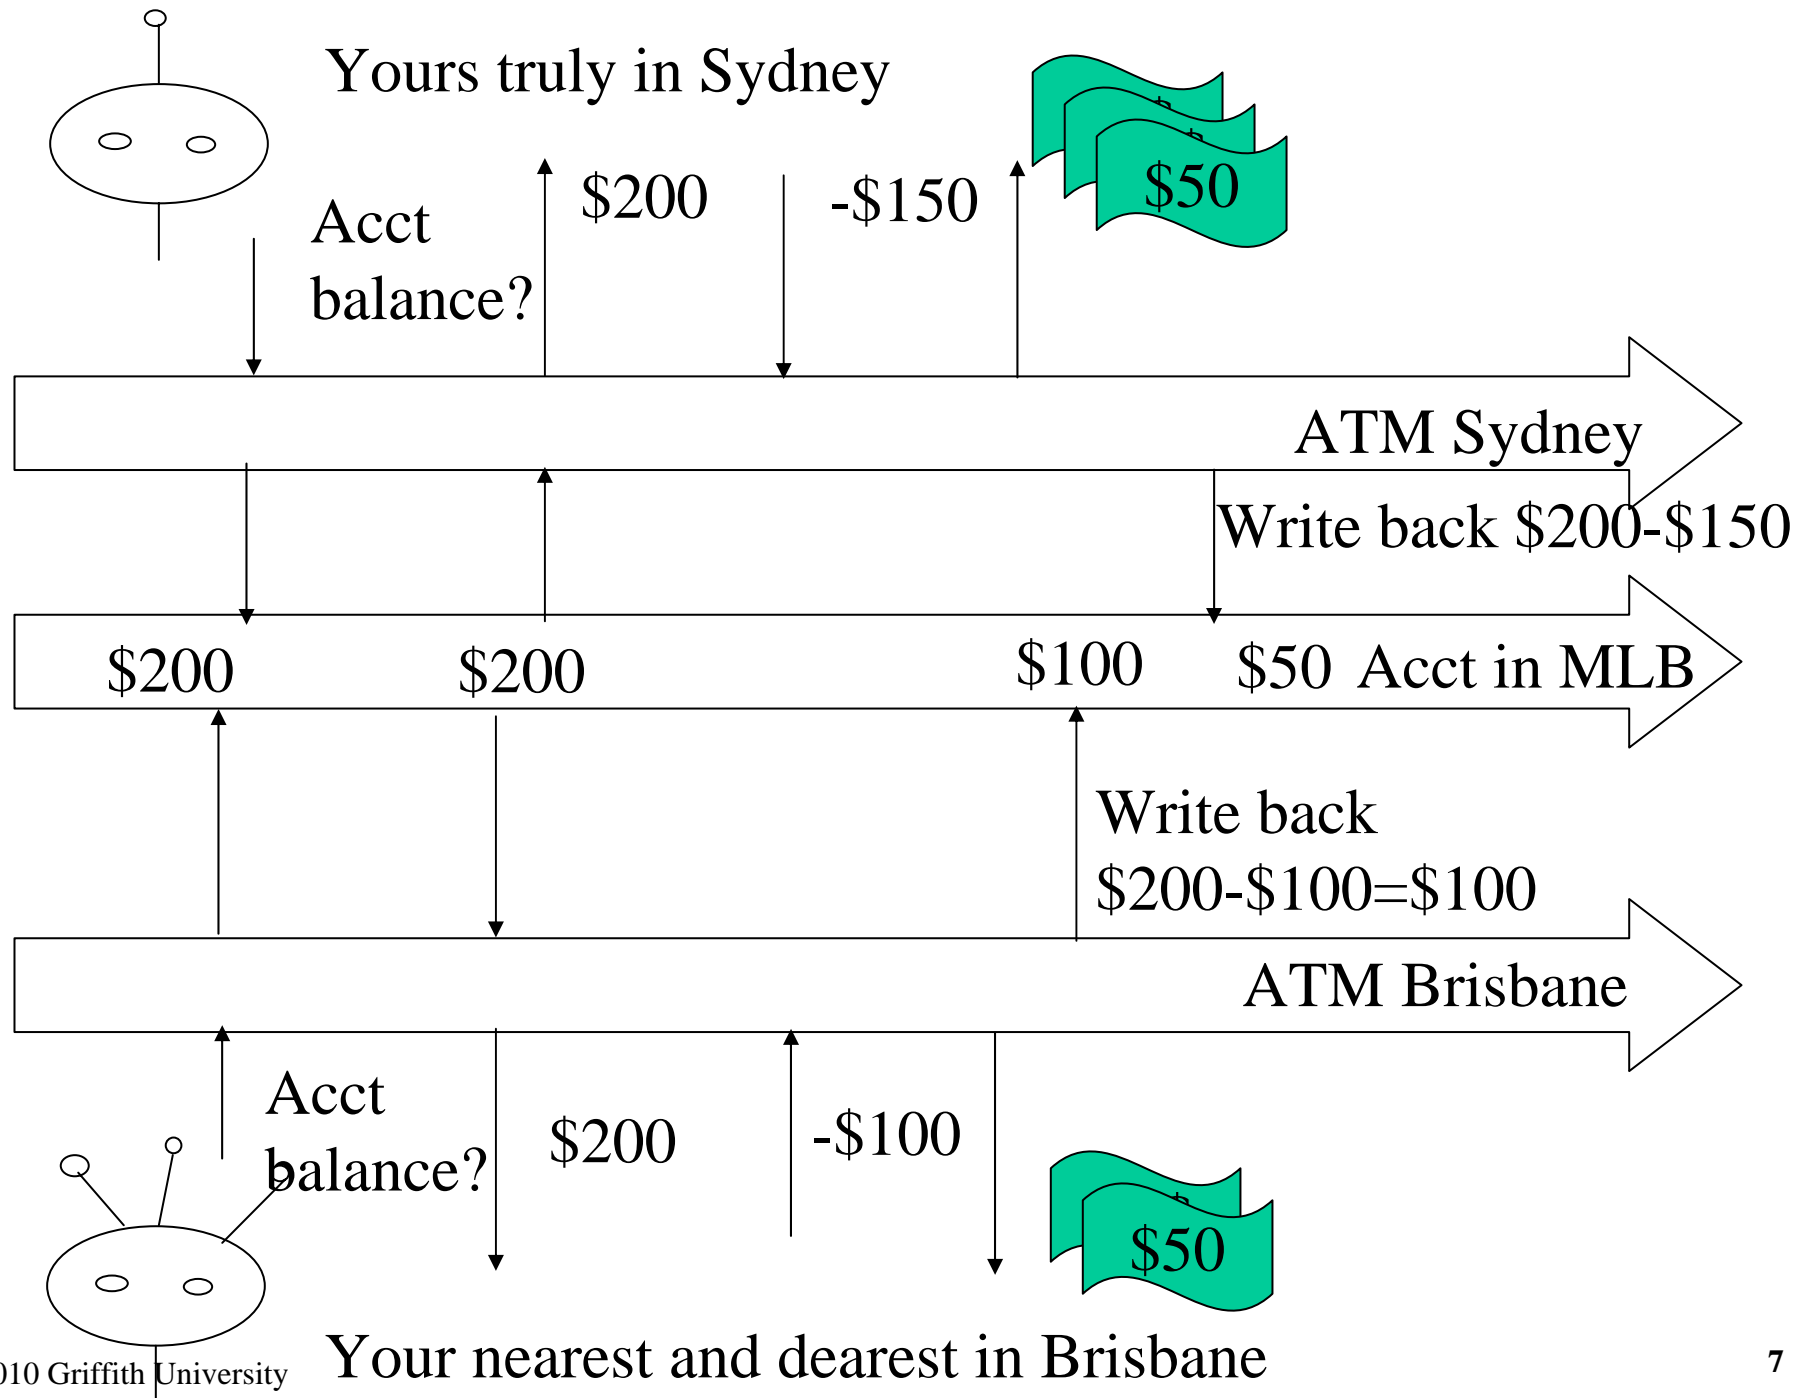 Yours truly in Sydney
$200
-$150
$50
Acct
balance?
ATM Sydney
Write back $200-$150
$200
$200
$100
$50
Acct in MLB
Write back
$200-$100=$100
ATM Brisbane
Acct
balance?
$200
-$100
$50
Your nearest and dearest in Brisbane
010 Griffith University
7